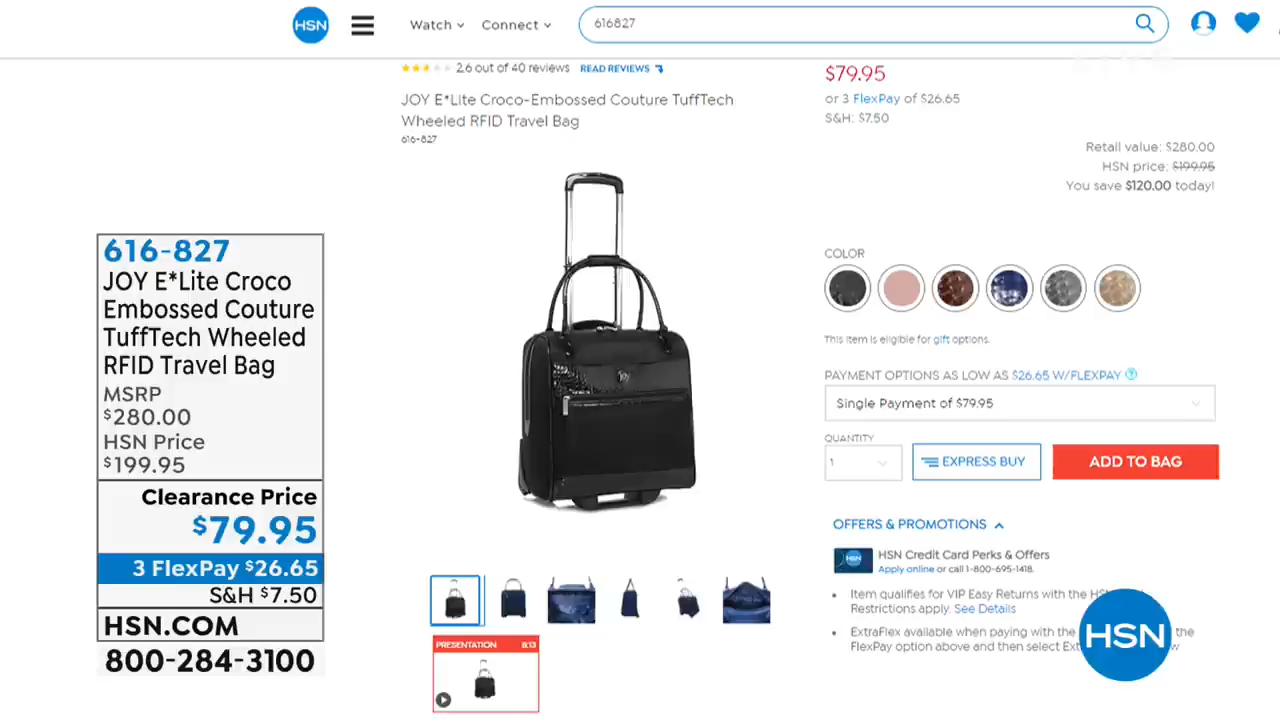 HSN
Watch
Connect
616827
2.6 out of 40 reviews
READ REVIEWS
JOY E*Lite Croco-Embossed Couture TuffTech
Wheeled RFID Travel Bag
616-827
$79.95
or 3 FlexPay of $26.65
S&H: $7.50
Retail value: $280.00
HSN price: $199.95
You save $120.00 today!
616-827
JOY E*Lite Croco
Embossed Couture
TuffTech Wheeled
RFID Travel Bag
MSRP
$280.00
HSN Price
$199.95
Clearance Price
$79.95
3 FlexPay $26.65
S&H $7.50
HSN.COM
800-284-3100
Joy
COLOR
This item is eligible for gift options.
PAYMENT OPTIONS AS LOW AS $26.65 W/FLEXPAY ?
Single Payment of $79.95
QUANTITY
1
EXPRESS BUY
ADD TO BAG
OFFERS & PROMOTIONS
HSN
HSN Credit Card Perks & Offers
Apply online or call 1-800-695-1418.
Item qualifies for VIP Easy Returns with the
Restrictions apply. See Details
ExtraFlex available when paying with the the
FlexPay option above and then select
HSN
PRESENTATION 8:13